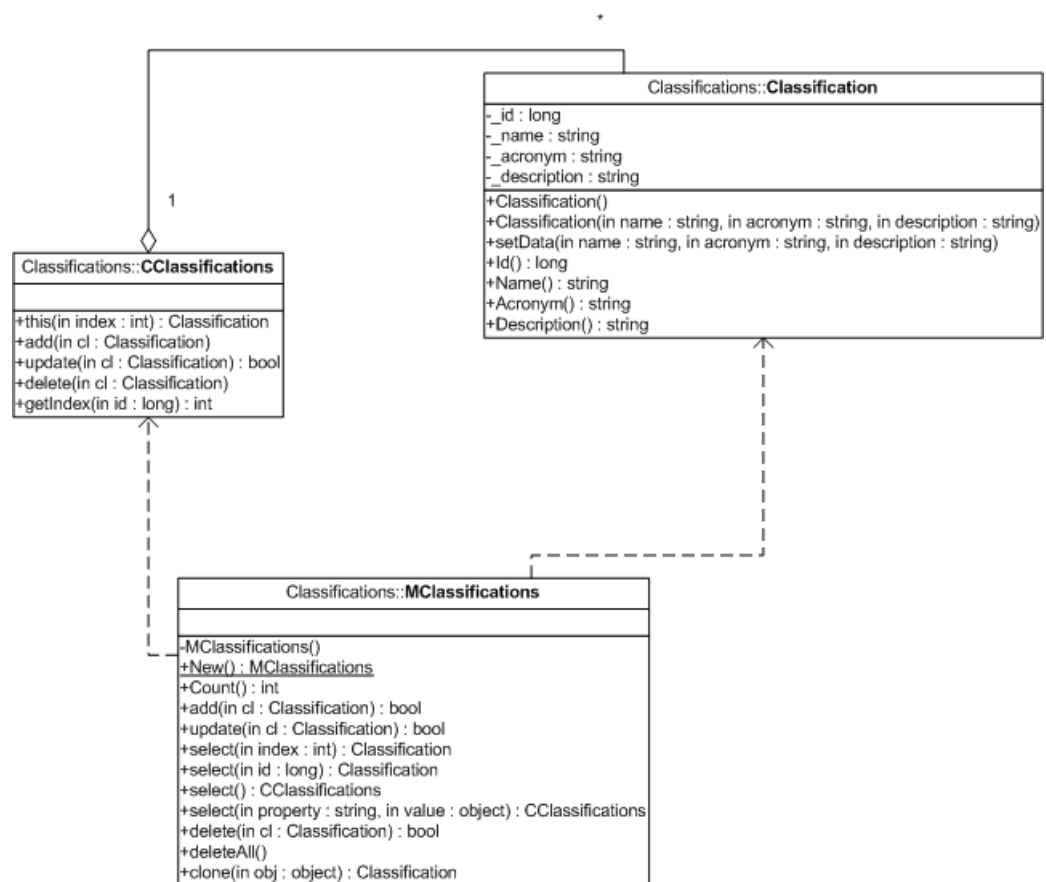 *
Classifications::Classification
-_id : long
-_name : string
-_acronym : string
-_description : string
+Classification()
+Classification(in name : string, in acronym : string, in description : string)
+setData(in name : string, in acronym : string, in description : string)
+Id() : long
+Name() : string
+Acronym() : string
+Description() : string
1
Classifications::CClassifications
+this(in index : int) : Classification
+add(in cl : Classification)
+update(in cl : Classification) : bool
+delete(in cl : Classification)
+getIndex(in id : long) : int
Classifications::MClassifications
-MClassifications()
+New() : MClassifications
+Count() : int
+add(in cl : Classification) : bool
+update(in cl : Classification) : bool
+select(in index : int) : Classification
+select(in id : long) : Classification
+select() : CClassifications
+select(in property : string, in value : object) : CClassifications
+delete(in cl : Classification) : bool
+deleteAll()
+clone(in obj : object) : Classification